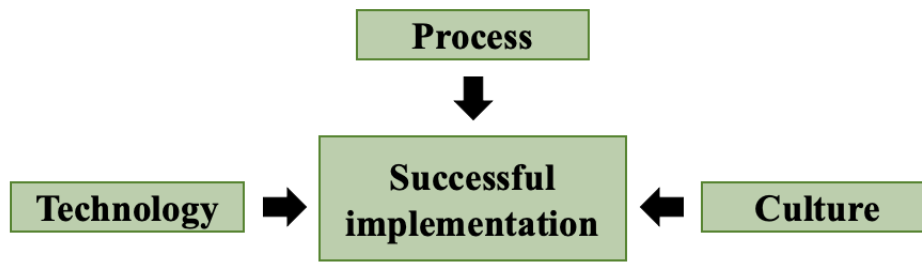 Process
Successful
implementation
Technology
Culture